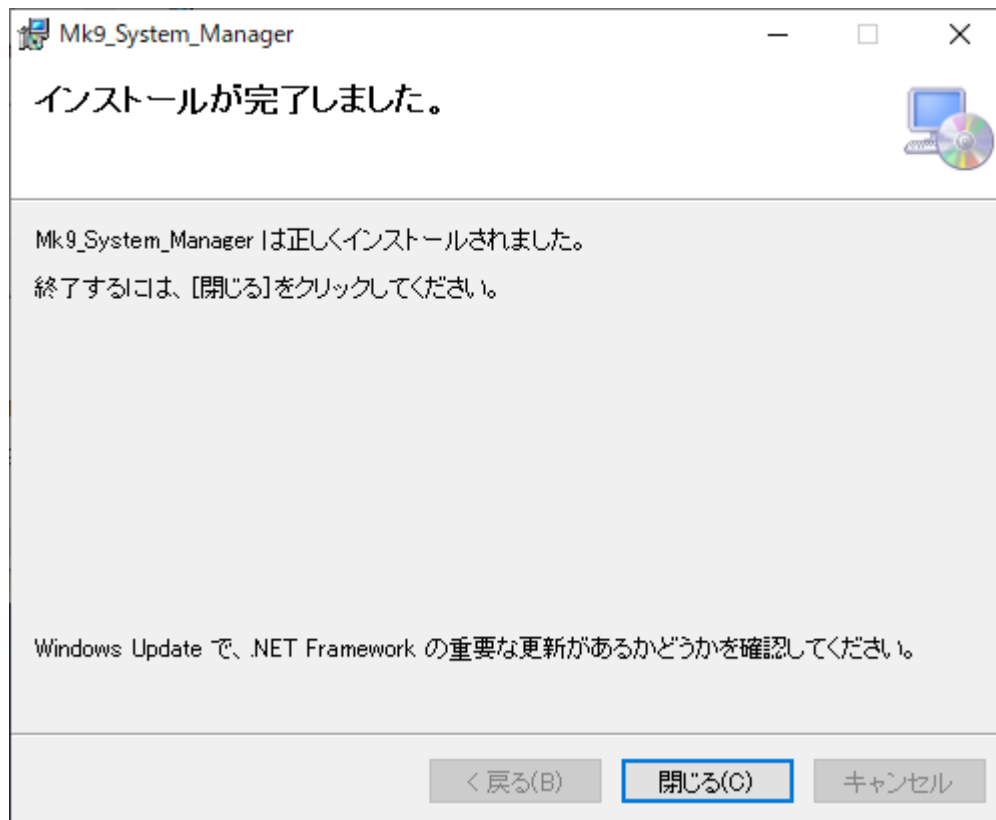 Mk9_System_Manager
インストールが完了しました。
Mk9_System_Manager は正しくインストールされました。
終了するには、[閉じる]をクリックしてください。
Windows Update で、.NET Framework の重要な更新があるかどうかを確認してください。
< 戻る(B)
閉じる(C)
キャンセル